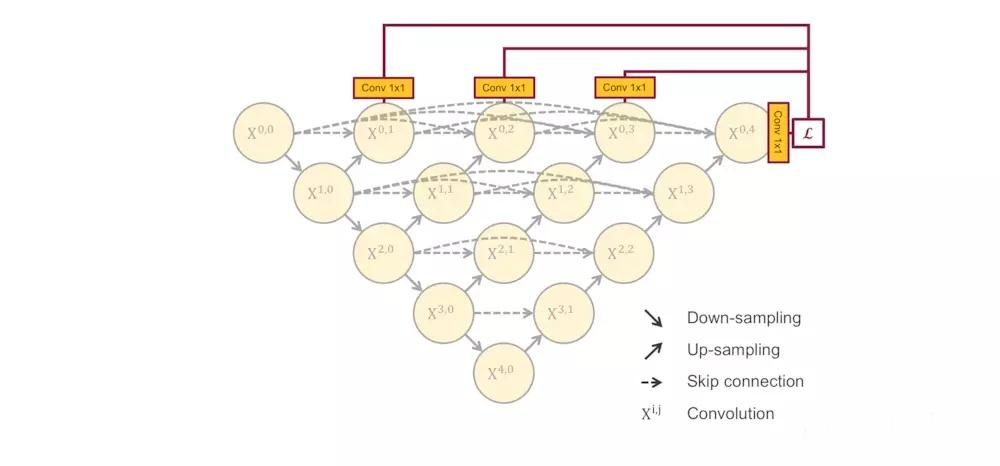 Conv 1x1 Conv 1x1 Conv 1x1
X^{0,0} X^{0,1} X^{0,2} X^{0,3} X^{0,4} Conv 1x1 ℒ
X^{1,0} X^{1,1} X^{1,2} X^{1,3}
X^{2,0} X^{2,1} X^{2,2}
X^{3,0} X^{3,1}
X^{4,0}
Down-sampling
Up-sampling
Skip connection
X^{i,j} Convolution